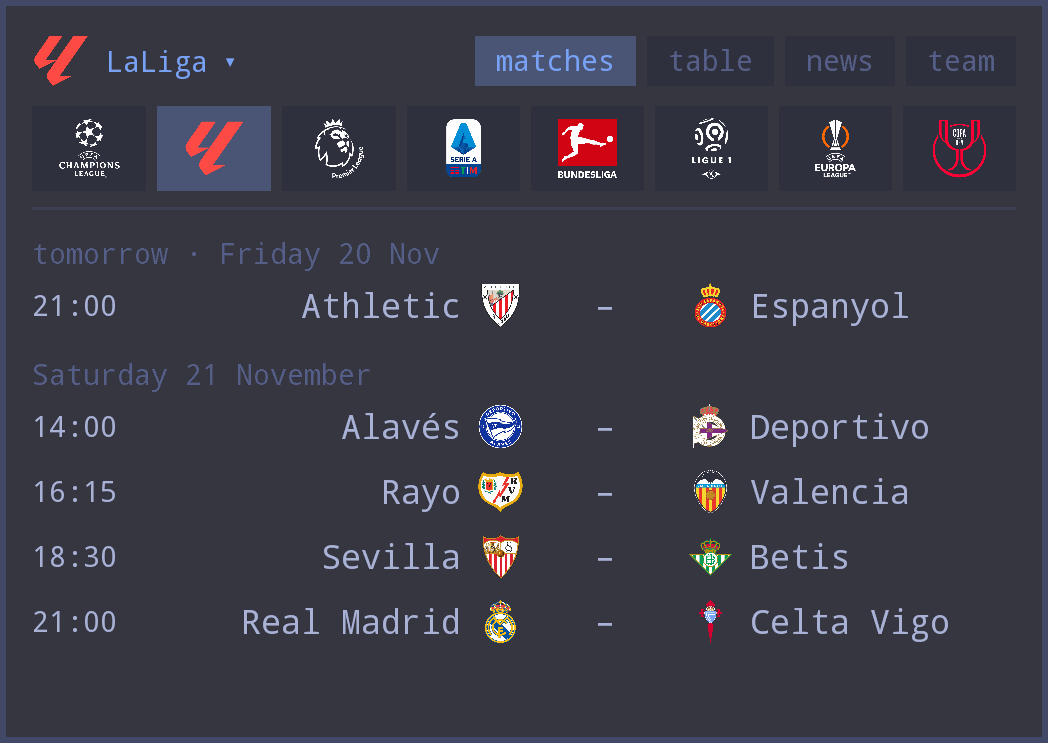 LaLiga ▾ matches table news team
CHAMPIONS LEAGUE Premier League SERIE A TIM BUNDESLIGA LIGUE 1 EUROPA LEAGUE COPA
tomorrow · Friday 20 Nov
21:00 Athletic – Espanyol
Saturday 21 November
14:00 Alavés – Deportivo
16:15 Rayo – Valencia
18:30 Sevilla – Betis
21:00 Real Madrid – Celta Vigo